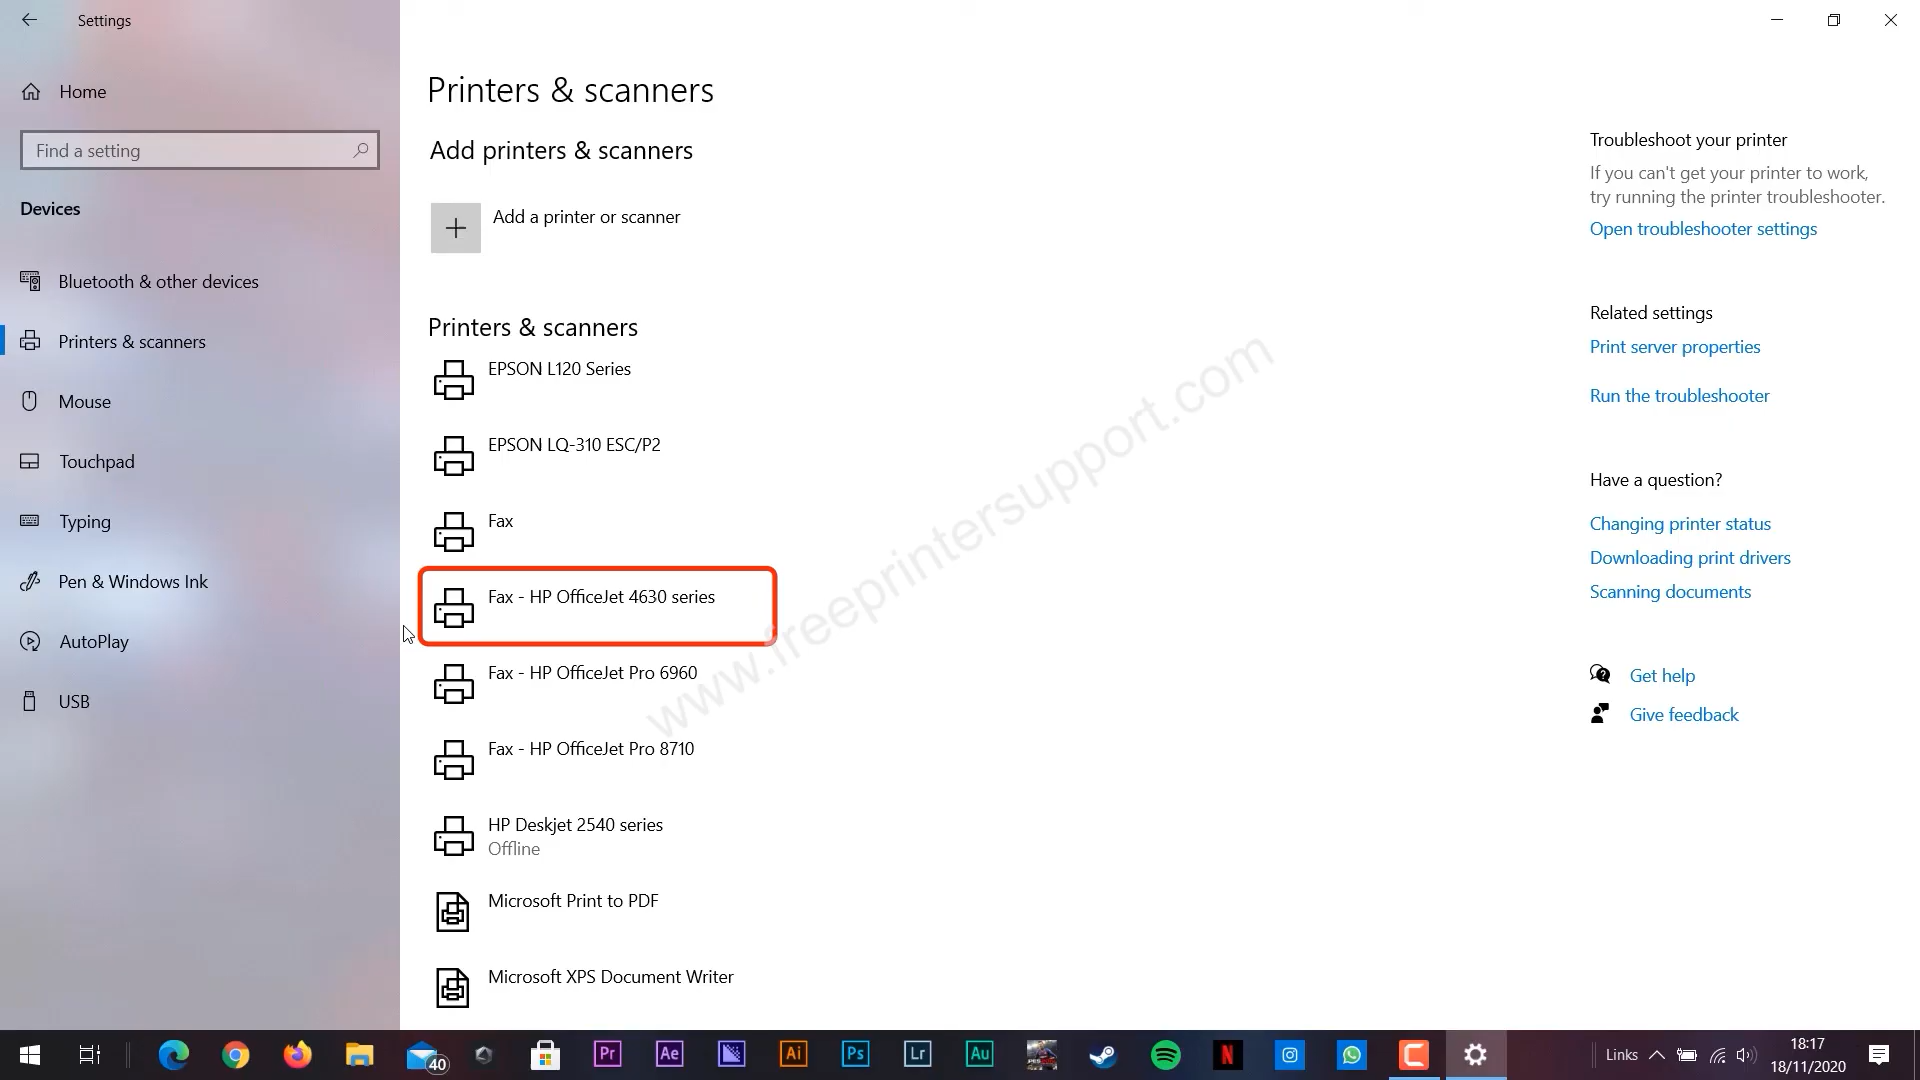 Settings
Home
Find a setting
Devices
Bluetooth & other devices
Printers & scanners
Mouse
Touchpad
Typing
Pen & Windows Ink
AutoPlay
USB
Printers & scanners
Add printers & scanners
Add a printer or scanner
Printers & scanners
EPSON L120 Series
EPSON LQ-310 ESC/P2
Fax
Fax - HP OfficeJet 4630 series
Fax - HP OfficeJet Pro 6960
Fax - HP OfficeJet Pro 8710
HP Deskjet 2540 series
Offline
Microsoft Print to PDF
Microsoft XPS Document Writer
www.freeprintersupport.com
Troubleshoot your printer
If you can't get your printer to work,
try running the printer troubleshooter.
Open troubleshooter settings
Related settings
Print server properties
Run the troubleshooter
Have a question?
Changing printer status
Downloading print drivers
Scanning documents
Get help
Give feedback
40
Pr
Ae
Ai
Ps
Lr
Au
N
Links
18:17
18/11/2020